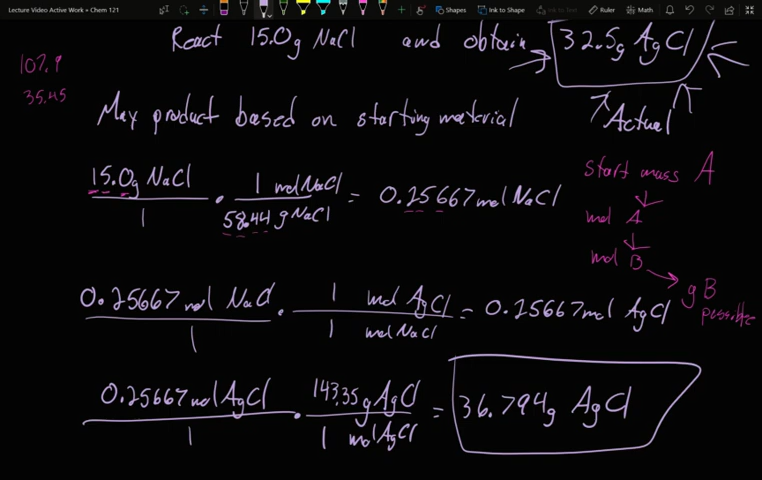 Lecture Video Active Work • Chem 121
Shapes Ink to Shape Ink to Text Ruler Math
React 15.0g NaCl and obtain 32.5g AgCl
107.9
35.45
Max product based on starting material
Actual
15.0g NaCl / 1 • 1 mol NaCl / 58.44 g NaCl = 0.25667 mol NaCl
start mass A
mol A
mol B
g B
possible
0.25667 mol NaCl / 1 • 1 mol AgCl / 1 mol NaCl = 0.25667 mol AgCl
0.25667 mol AgCl / 1 • 143.35 g AgCl / 1 mol AgCl = 36.794g AgCl